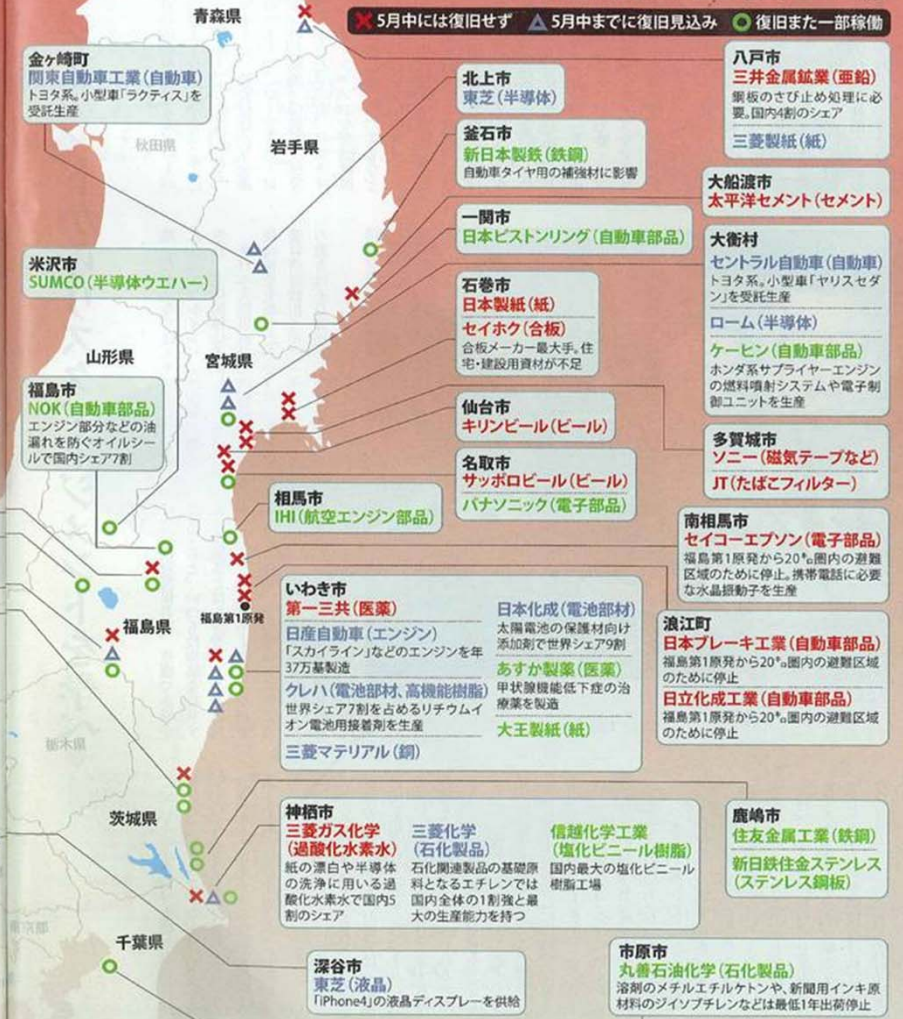 青森県
×5月中には復旧せず △5月中までに復旧見込み ○復旧また一部稼働
金ヶ崎町
関東自動車工業(自動車)
トヨタ系。小型車「ラクティス」を
受託生産
秋田県
岩手県
北上市
東芝(半導体)
釜石市
新日本製鉄(鉄鋼)
自動車タイヤ用の補強材に影響
一関市
日本ピストンリング(自動車部品)
八戸市
三井金属鉱業(亜鉛)
鋼板のさび止め処理に必
要。国内4割のシェア
三菱製紙(紙)
大船渡市
太平洋セメント(セメント)
大衡村
セントラル自動車(自動車)
トヨタ系。小型車「ヤリスセダ
ン」を受託生産
ローム(半導体)
ケーヒン(自動車部品)
ホンダ系サプライヤーエンジン
の燃料噴射システムや電子制
御ユニットを生産
米沢市
SUMCO(半導体ウエハー)
山形県
宮城県
石巻市
日本製紙(紙)
セイホク(合板)
合板メーカー最大手。住
宅・建設用資材が不足
福島市
NOK(自動車部品)
エンジン部分などの油
漏れを防ぐオイルシー
ルで国内シェア7割
仙台市
キリンビール(ビール)
多賀城市
ソニー(磁気テープなど)
JT(たばこフィルター)
名取市
サッポロビール(ビール)
パナソニック(電子部品)
相馬市
IHI(航空エンジン部品)
南相馬市
セイコーエプソン(電子部品)
福島第1原発から20㌔圏内の避難
区域のために停止。携帯電話に必要
な水晶振動子を生産
福島第1原発
福島県
いわき市
第一三共(医薬)
日産自動車(エンジン)
「スカイライン」などのエンジンを年
37万基製造
クレハ(電池部材、高機能樹脂)
世界シェア7割を占めるリチウムイ
オン電池用接着剤を生産
三菱マテリアル(銅)
日本化成(電池部材)
太陽電池の保護材向け
添加剤で世界シェア9割
あすか製薬(医薬)
甲状腺機能低下症の治
療薬を製造
大王製紙(紙)
浪江町
日本ブレーキ工業(自動車部品)
福島第1原発から20㌔圏内の避難区域
のために停止
日立化成工業(自動車部品)
福島第1原発から20㌔圏内の避難区域
のために停止
栃木県
茨城県
神栖市
三菱ガス化学
(過酸化水素水)
紙の漂白や半導体
の洗浄に用いる過
酸化水素水で国内5
割のシェア
三菱化学
(石化製品)
石化関連製品の基礎原
料となるエチレンでは
国内全体の1割強と最
大の生産能力を持つ
信越化学工業
(塩化ビニール樹脂)
国内最大の塩化ビニール
樹脂工場
鹿嶋市
住友金属工業(鉄鋼)
新日鉄住金ステンレス
(ステンレス鋼板)
東京都
千葉県
深谷市
東芝(液晶)
「iPhone4」の液晶ディスプレーを供給
市原市
丸善石油化学(石化製品)
溶剤のメチルエチルケトンや、新聞用インキ原
材料のジイソブチレンなどは最低1年出荷停止